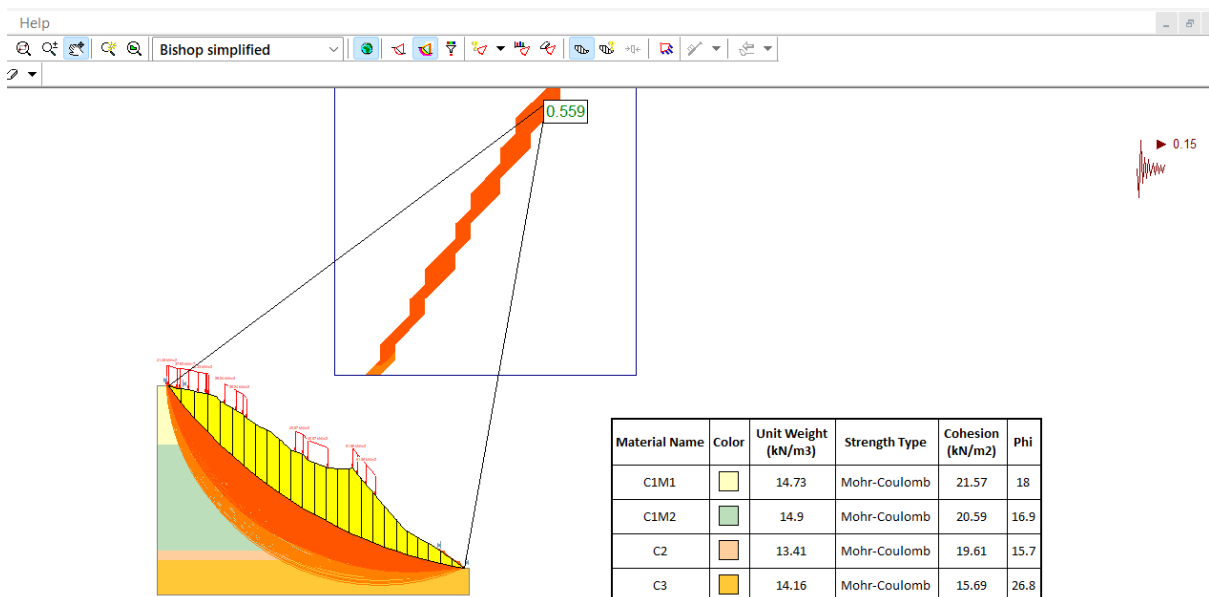 Help
Bishop simplified
0.559
0.15
Material Name Color Unit Weight (kN/m3) Strength Type Cohesion (kN/m2) Phi
C1M1 14.73 Mohr-Coulomb 21.57 18
C1M2 14.9 Mohr-Coulomb 20.59 16.9
C2 13.41 Mohr-Coulomb 19.61 15.7
C3 14.16 Mohr-Coulomb 15.69 26.8